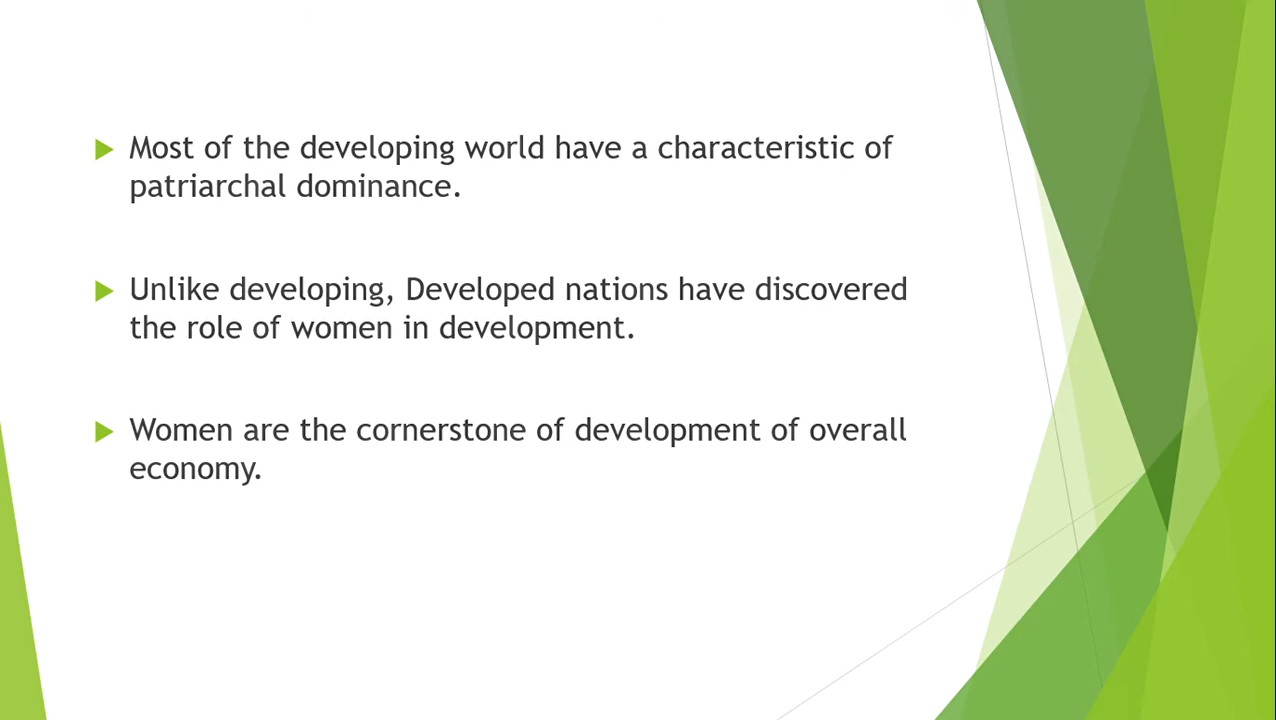 Most of the developing world have a characteristic of
patriarchal dominance.
Unlike developing, Developed nations have discovered
the role of women in development.
Women are the cornerstone of development of overall
economy.